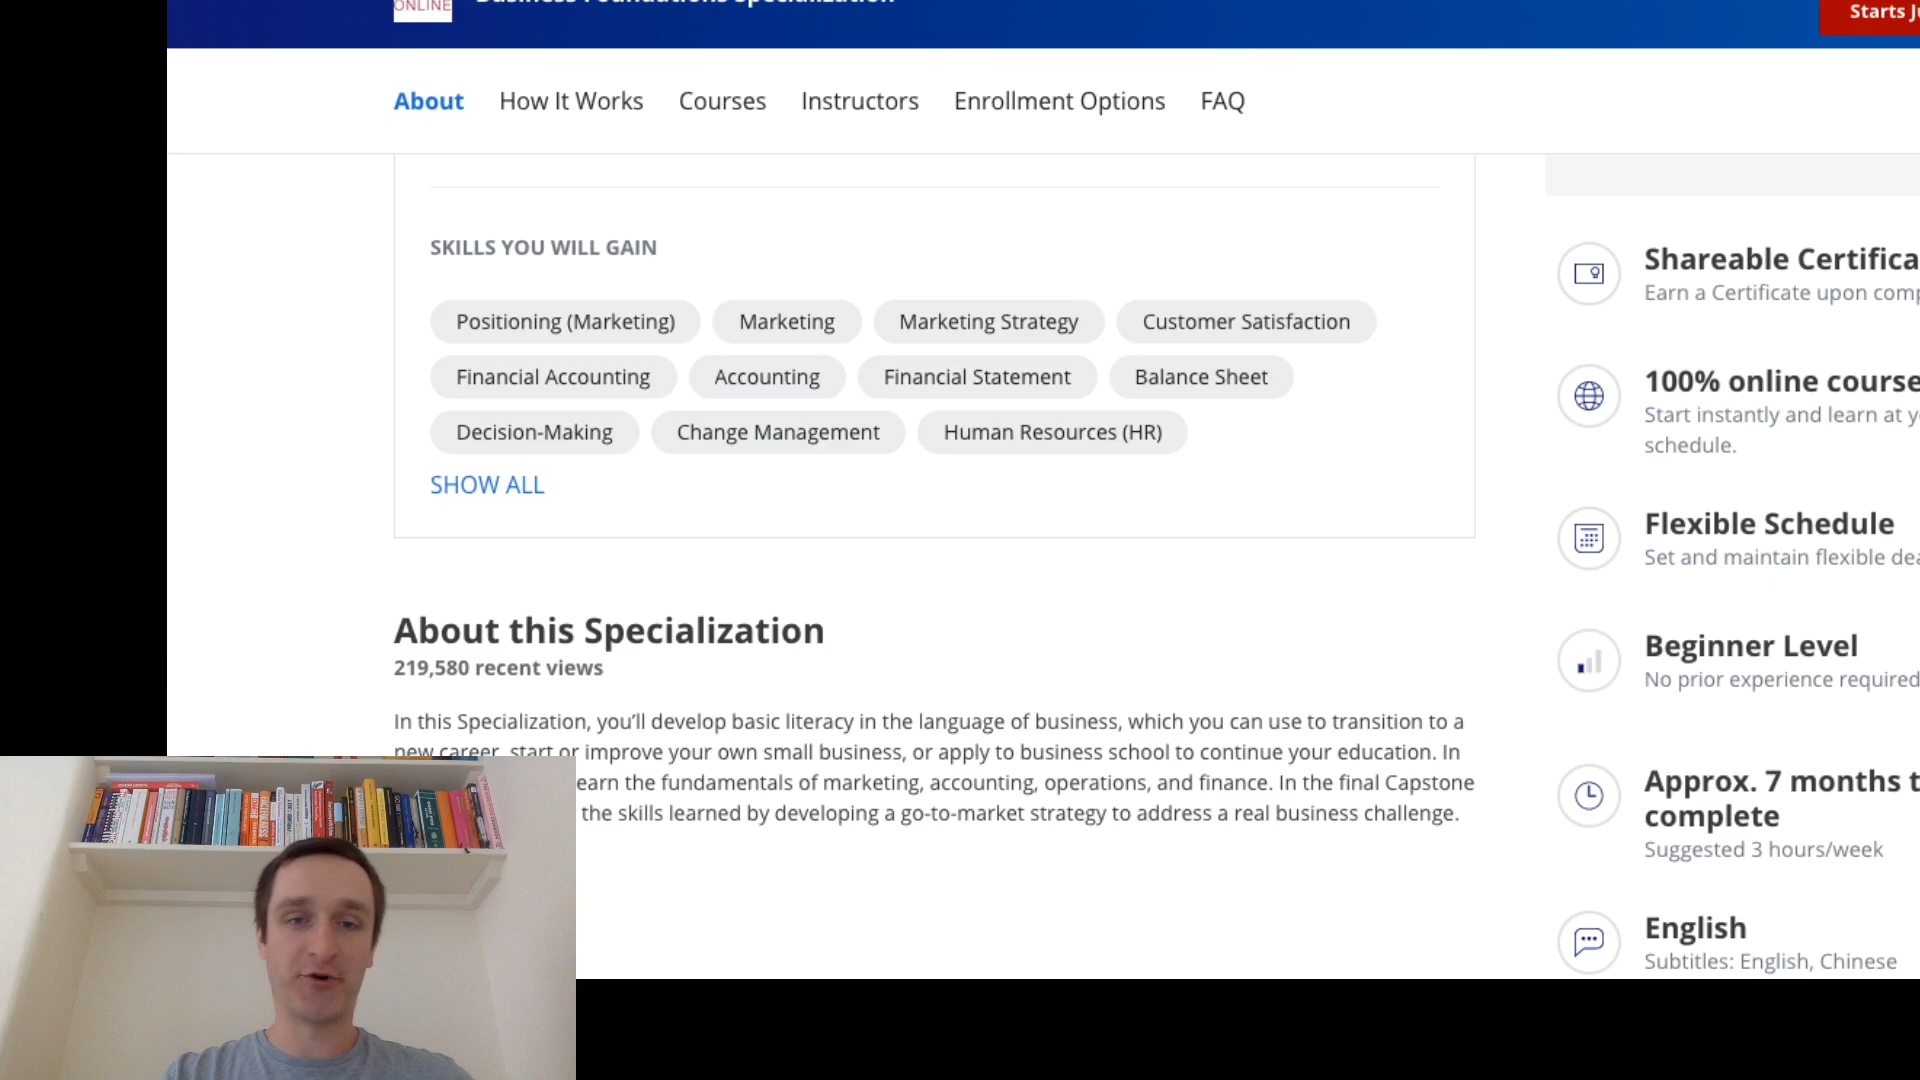 ONLINE
Business Foundations Specialization
Starts
About How It Works Courses Instructors Enrollment Options FAQ
SKILLS YOU WILL GAIN
Positioning (Marketing) Marketing Marketing Strategy Customer Satisfaction
Financial Accounting Accounting Financial Statement Balance Sheet
Decision-Making Change Management Human Resources (HR)
SHOW ALL
About this Specialization
219,580 recent views
In this Specialization, you’ll develop basic literacy in the language of business, which you can use to transition to a
new career, start or improve your own small business, or apply to business school to continue your education. In
earn the fundamentals of marketing, accounting, operations, and finance. In the final Capstone
the skills learned by developing a go-to-market strategy to address a real business challenge.
Shareable Certifica
Earn a Certificate upon comp
100% online course
Start instantly and learn at y
schedule.
Flexible Schedule
Set and maintain flexible dea
Beginner Level
No prior experience required
Approx. 7 months t
complete
Suggested 3 hours/week
English
Subtitles: English, Chinese